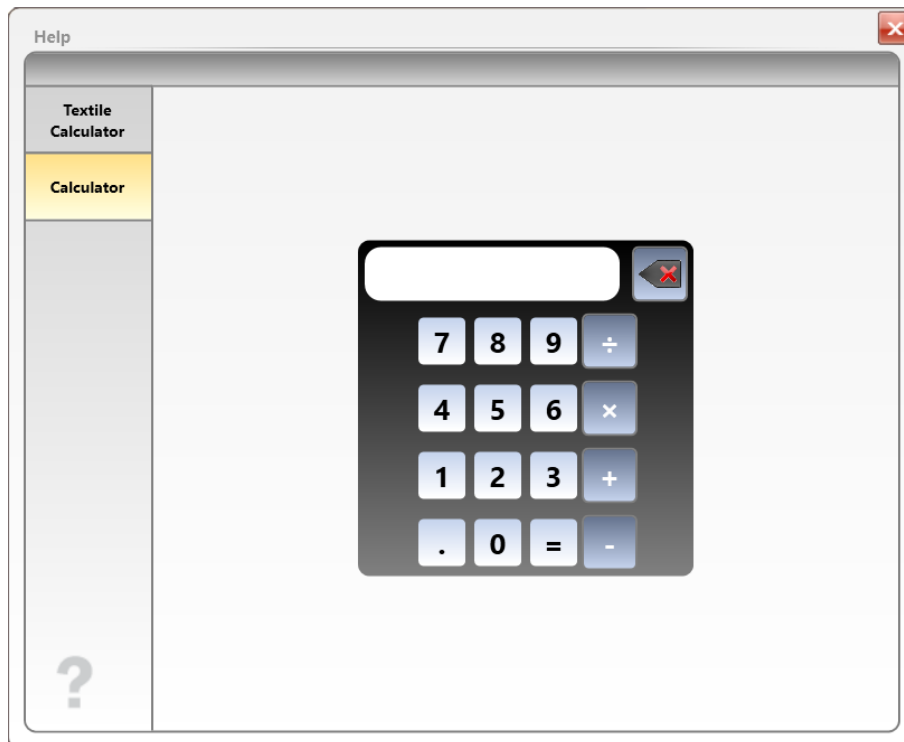 Help
Textile
Calculator
Calculator
7 8 9 ÷
4 5 6 ×
1 2 3 +
. 0 = -
?